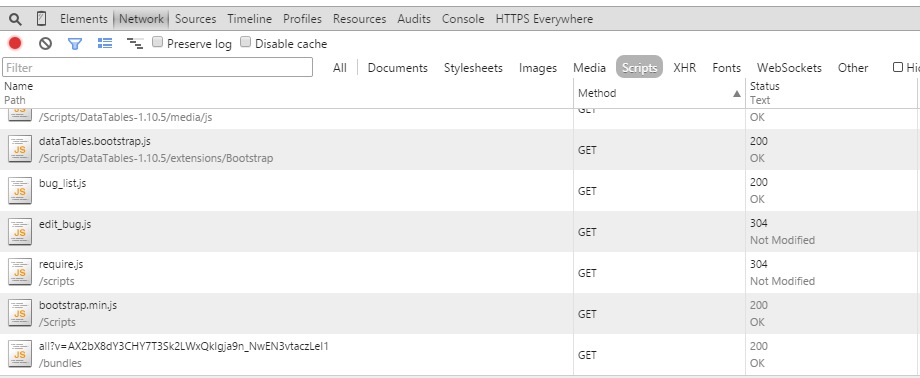 Elements Network Sources Timeline Profiles Resources Audits Console HTTPS Everywhere
Preserve log Disable cache
Filter All Documents Stylesheets Images Media Scripts XHR Fonts WebSockets Other Hi
Name Method Status
Path Text
GET
/Scripts/DataTables-1.10.5/media/js OK
dataTables.bootstrap.js GET 200
/Scripts/DataTables-1.10.5/extensions/Bootstrap OK
bug_list.js GET 200
OK
edit_bug.js GET 304
Not Modified
require.js GET 304
/scripts Not Modified
bootstrap.min.js GET 200
/Scripts OK
GET 200
/bundles OK